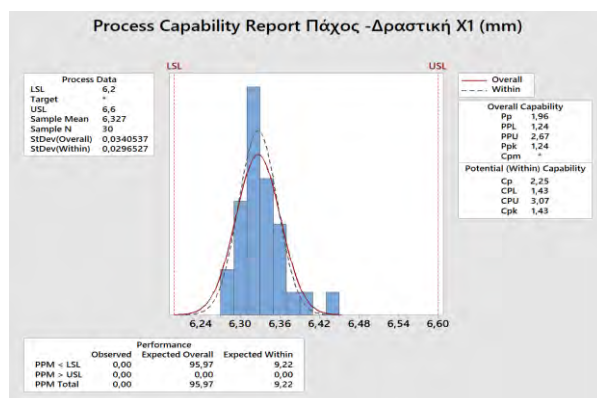 Process Capability Report Πάχος -Δραστική X1 (mm)
LSL
USL
Process Data
LSL 6,2
Target *
USL 6,6
Sample Mean 6,327
Sample N 30
StDev(Overall) 0,0340537
StDev(Within) 0,0296527
Overall
Within
Overall Capability
Pp 1,96
PPL 1,24
PPU 2,67
Ppk 1,24
Cpm *
Potential (Within) Capability
Cp 2,25
CPL 1,43
CPU 3,07
Cpk 1,43
6,24 6,30 6,36 6,42 6,48 6,54 6,60
Performance
Observed Expected Overall Expected Within
PPM < LSL 0,00 95,97 9,22
PPM > USL 0,00 0,00 0,00
PPM Total 0,00 95,97 9,22